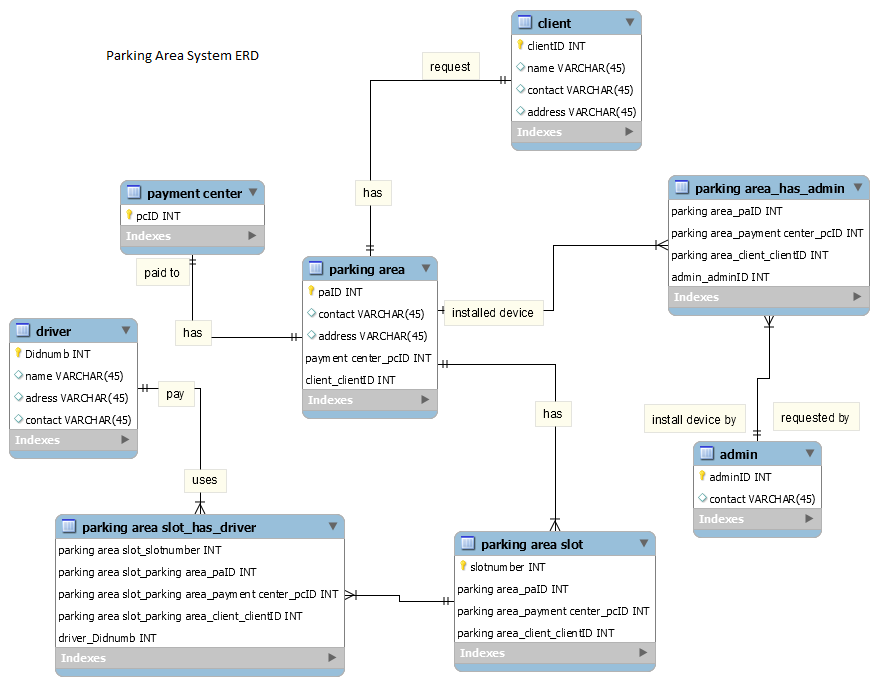 Parking Area System ERD
client
clientID INT
name VARCHAR(45)
contact VARCHAR(45)
address VARCHAR(45)
Indexes
request
has
payment center
pcID INT
Indexes
paid to
has
parking area
paID INT
contact VARCHAR(45)
address VARCHAR(45)
payment center_pcID INT
client_clientID INT
Indexes
installed device
parking area_has_admin
parking area_paID INT
parking area_payment center_pcID INT
parking area_client_clientID INT
admin_adminID INT
Indexes
driver
Didnumb INT
name VARCHAR(45)
adress VARCHAR(45)
contact VARCHAR(45)
Indexes
pay
uses
has
install device by
requested by
admin
adminID INT
contact VARCHAR(45)
Indexes
parking area slot_has_driver
parking area slot_slotnumber INT
parking area slot_parking area_paID INT
parking area slot_parking area_payment center_pcID INT
parking area slot_parking area_client_clientID INT
driver_Didnumb INT
Indexes
parking area slot
slotnumber INT
parking area_paID INT
parking area_payment center_pcID INT
parking area_client_clientID INT
Indexes